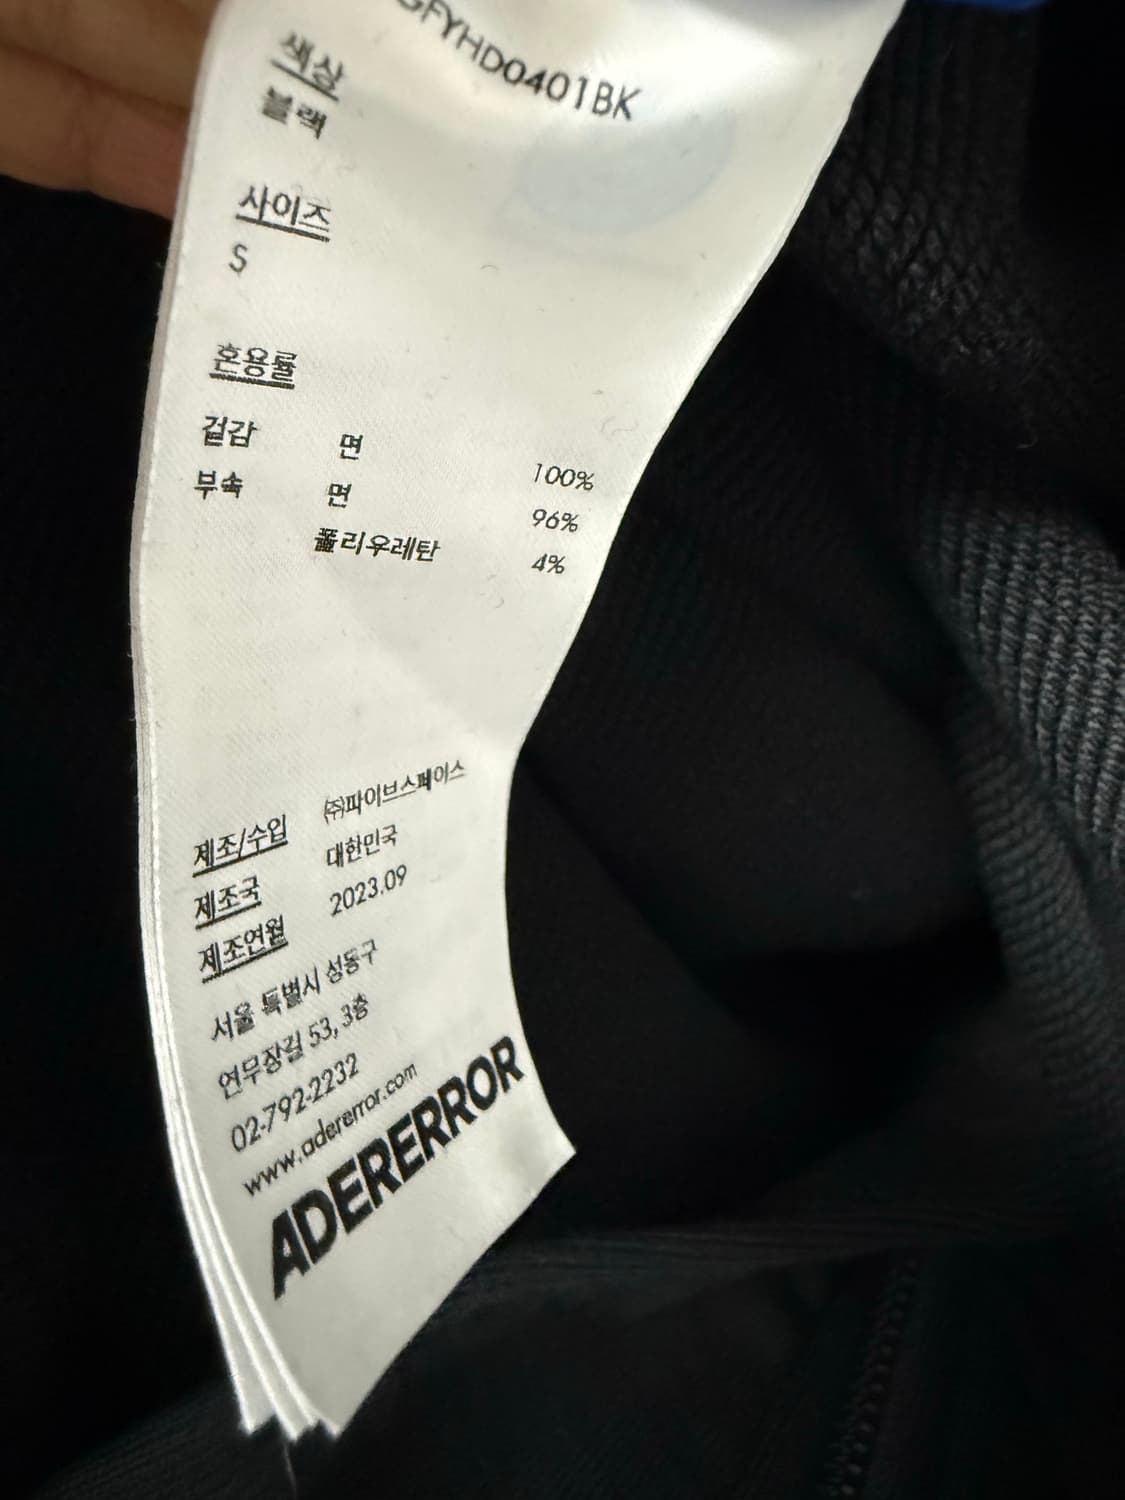 GFYHD0401BK
색상
블랙
사이즈
S
혼용률
겉감 면 100%
부속 면 96%
폴리우레탄 4%
제조/수입 ㈜파이브스페이스
제조국 대한민국
제조연월 2023.09
서울 특별시 성동구
연무장길 53, 3층
02-792-2232
www.adererror.com
ADERERROR